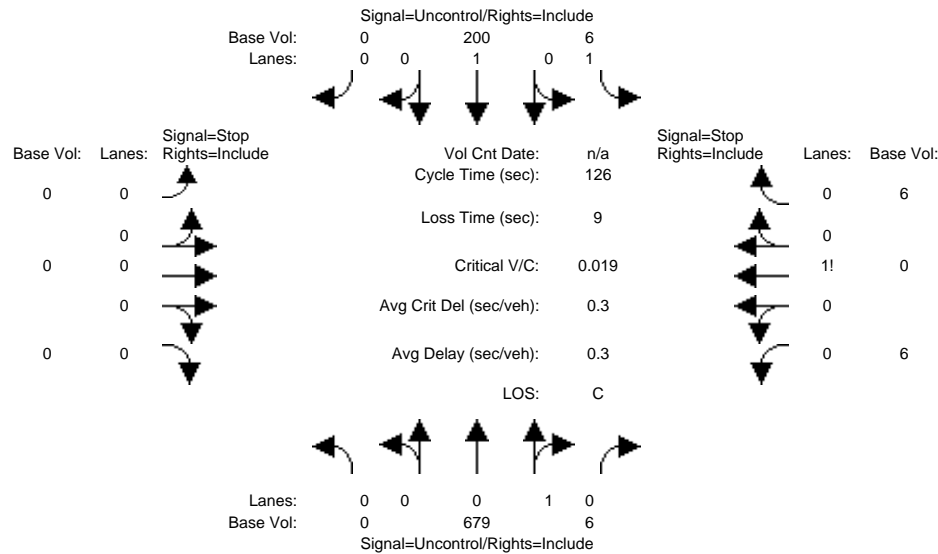 Signal=Uncontrol/Rights=Include
Base Vol: 0 200 6
Lanes: 0 0 1 0 1
Signal=Stop Signal=Stop
Base Vol: Lanes: Rights=Include Vol Cnt Date: n/a Rights=Include Lanes: Base Vol:
Cycle Time (sec): 126
0 0 0 6
Loss Time (sec): 9
0 0
0 0 Critical V/C: 0.019 1! 0
0 Avg Crit Del (sec/veh): 0.3 0
0 0 Avg Delay (sec/veh): 0.3 0 6
LOS: C
Lanes: 0 0 0 1 0
Base Vol: 0 679 6
Signal=Uncontrol/Rights=Include